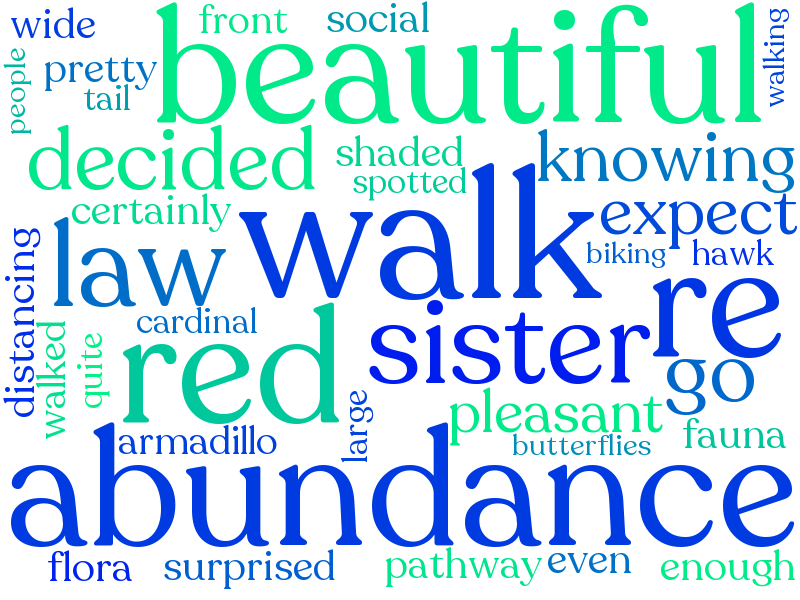 wide
front
social
walking
people
pretty
tail
beautiful
decided
shaded
spotted
knowing
certainly
walk
expect
law
biking
hawk
distancing
cardinal
re
walked
quite
red
sister
go
large
pleasant
armadillo
butterflies
fauna
abundance
flora
surprised
pathway
even
enough